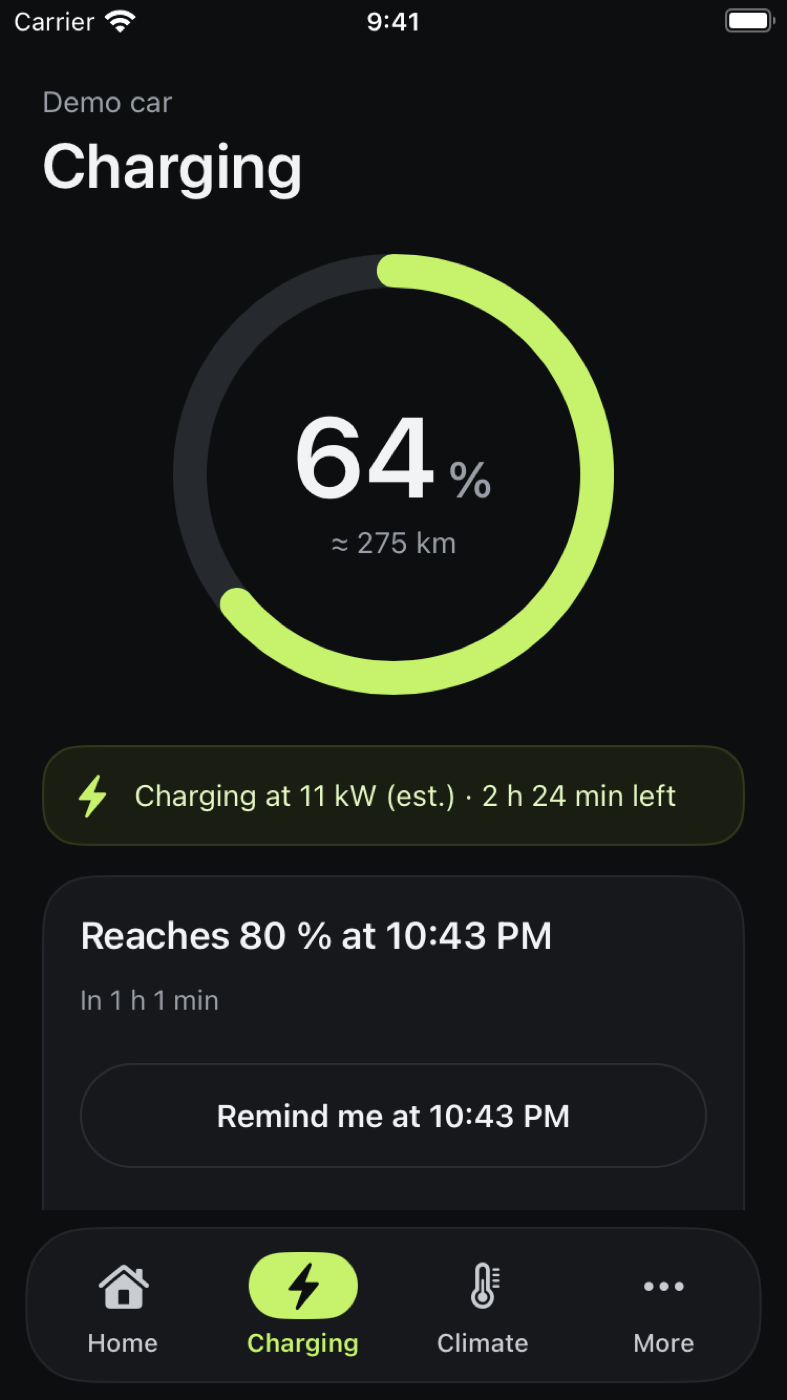 Carrier 9:41
Demo car
Charging
64 %
≈ 275 km
Charging at 11 kW (est.) · 2 h 24 min left
Reaches 80 % at 10:43 PM
In 1 h 1 min
Remind me at 10:43 PM
Home Charging Climate More